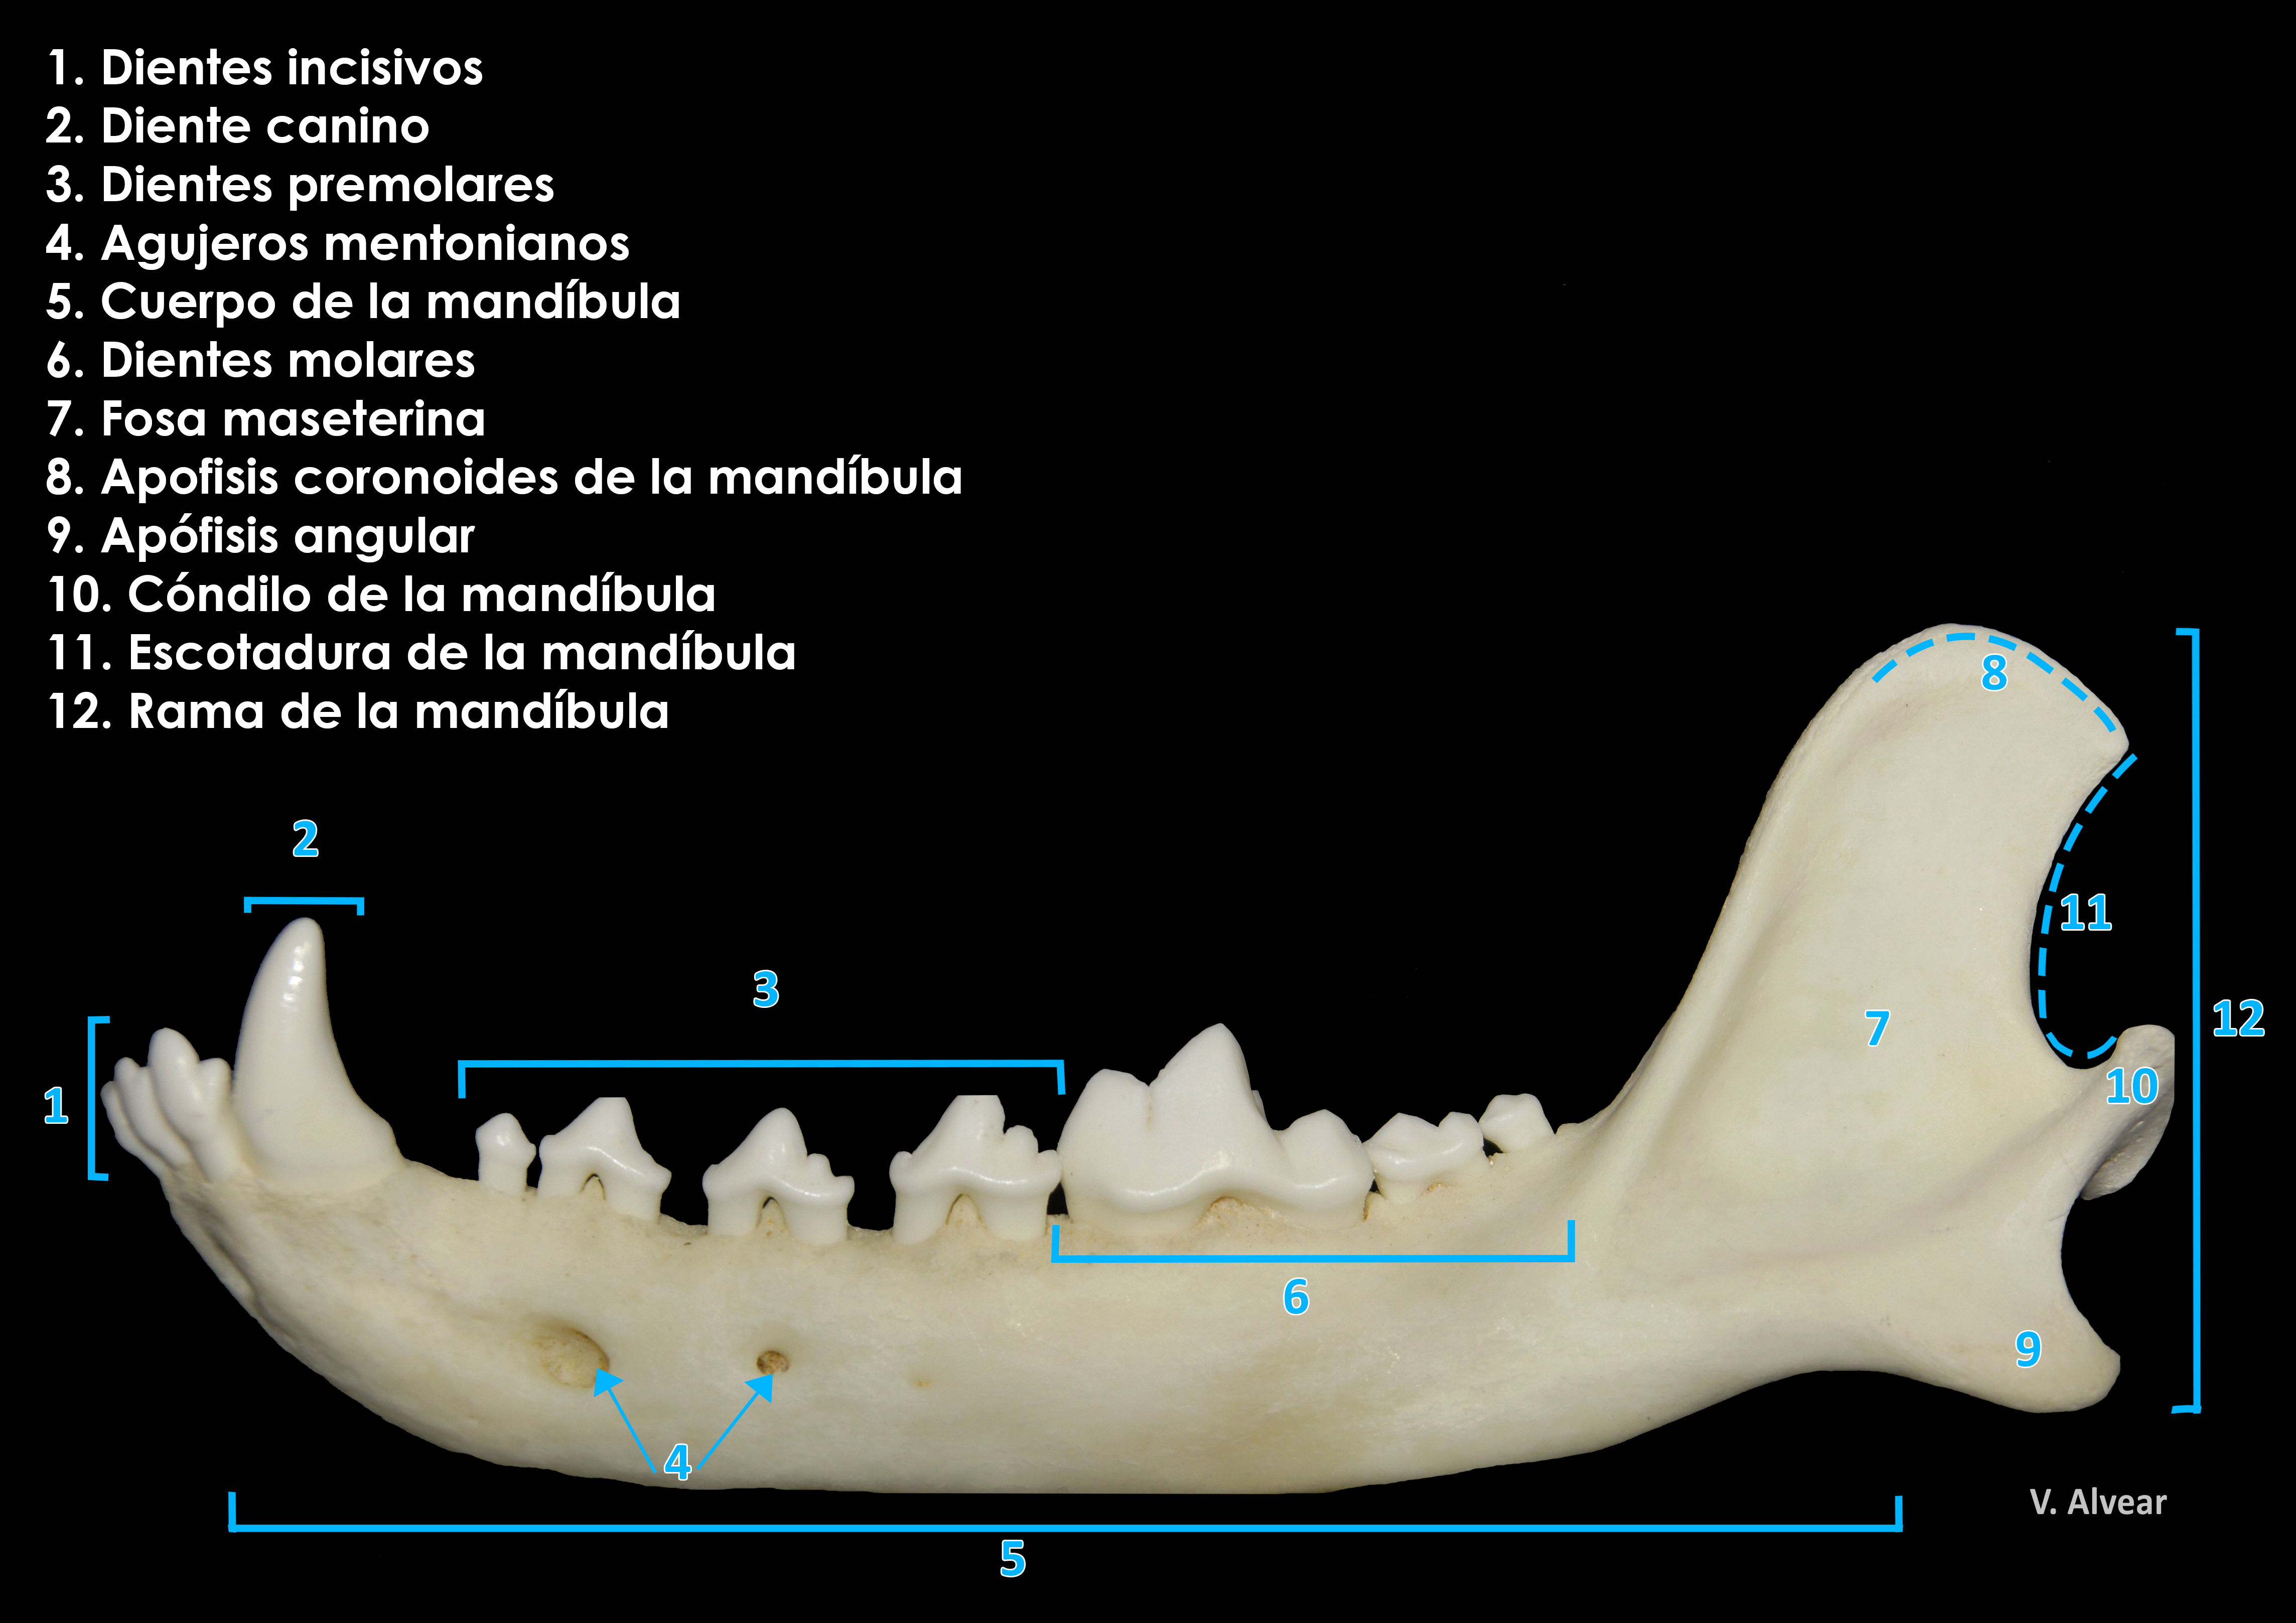 1. Dientes incisivos
2. Diente canino
3. Dientes premolares
4. Agujeros mentonianos
5. Cuerpo de la mandíbula
6. Dientes molares
7. Fosa maseterina
8. Apofisis coronoides de la mandíbula
9. Apófisis angular
10. Cóndilo de la mandíbula
11. Escotadura de la mandíbula
12. Rama de la mandíbula
8
2
11
3
12
7
10
1
6
9
4
V. Alvear
5